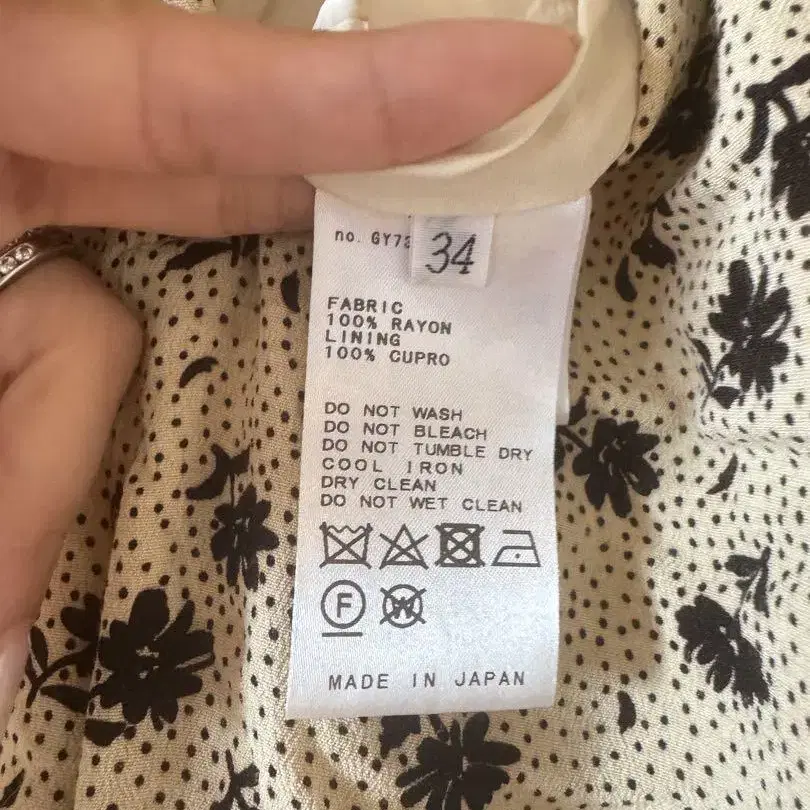 no. GY73
34
FABRIC
100% RAYON
LINING
100% CUPRO
DO NOT WASH
DO NOT BLEACH
DO NOT TUMBLE DRY
COOL IRON
DRY CLEAN
DO NOT WET CLEAN
F W
MADE IN JAPAN